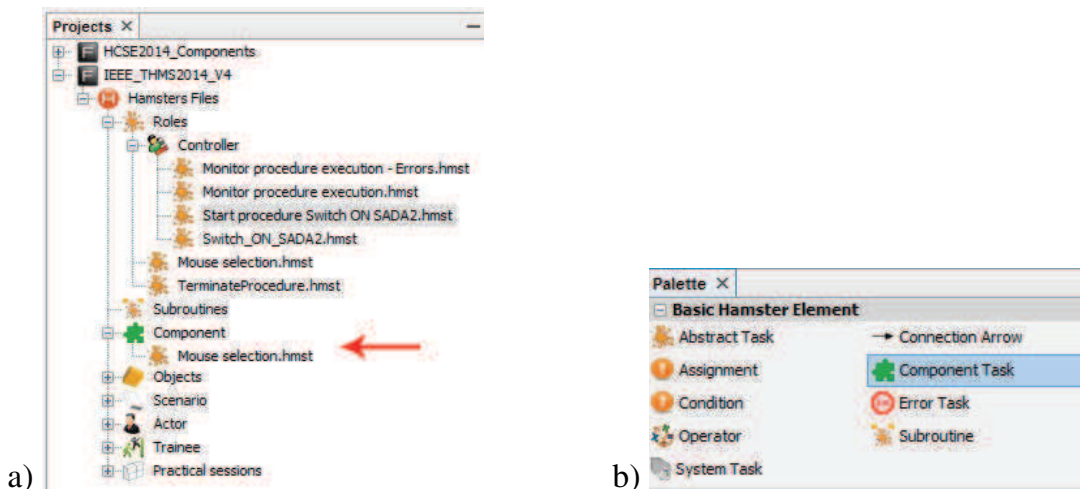 Projects
HCSE2014_Components
IEEE_THMS2014_V4
Hamsters Files
Roles
Controller
Monitor procedure execution - Errors.hmst
Monitor procedure execution.hmst
Start procedure Switch ON SADA2.hmst
Switch_ON_SADA2.hmst
Mouse selection.hmst
TerminateProcedure.hmst
Subroutines
Component
Mouse selection.hmst
Objects
Scenario
Actor
Trainee
Practical sessions
a)
Palette
Basic Hamster Element
Abstract Task Connection Arrow
Assignment Component Task
Condition Error Task
Operator Subroutine
System Task
b)